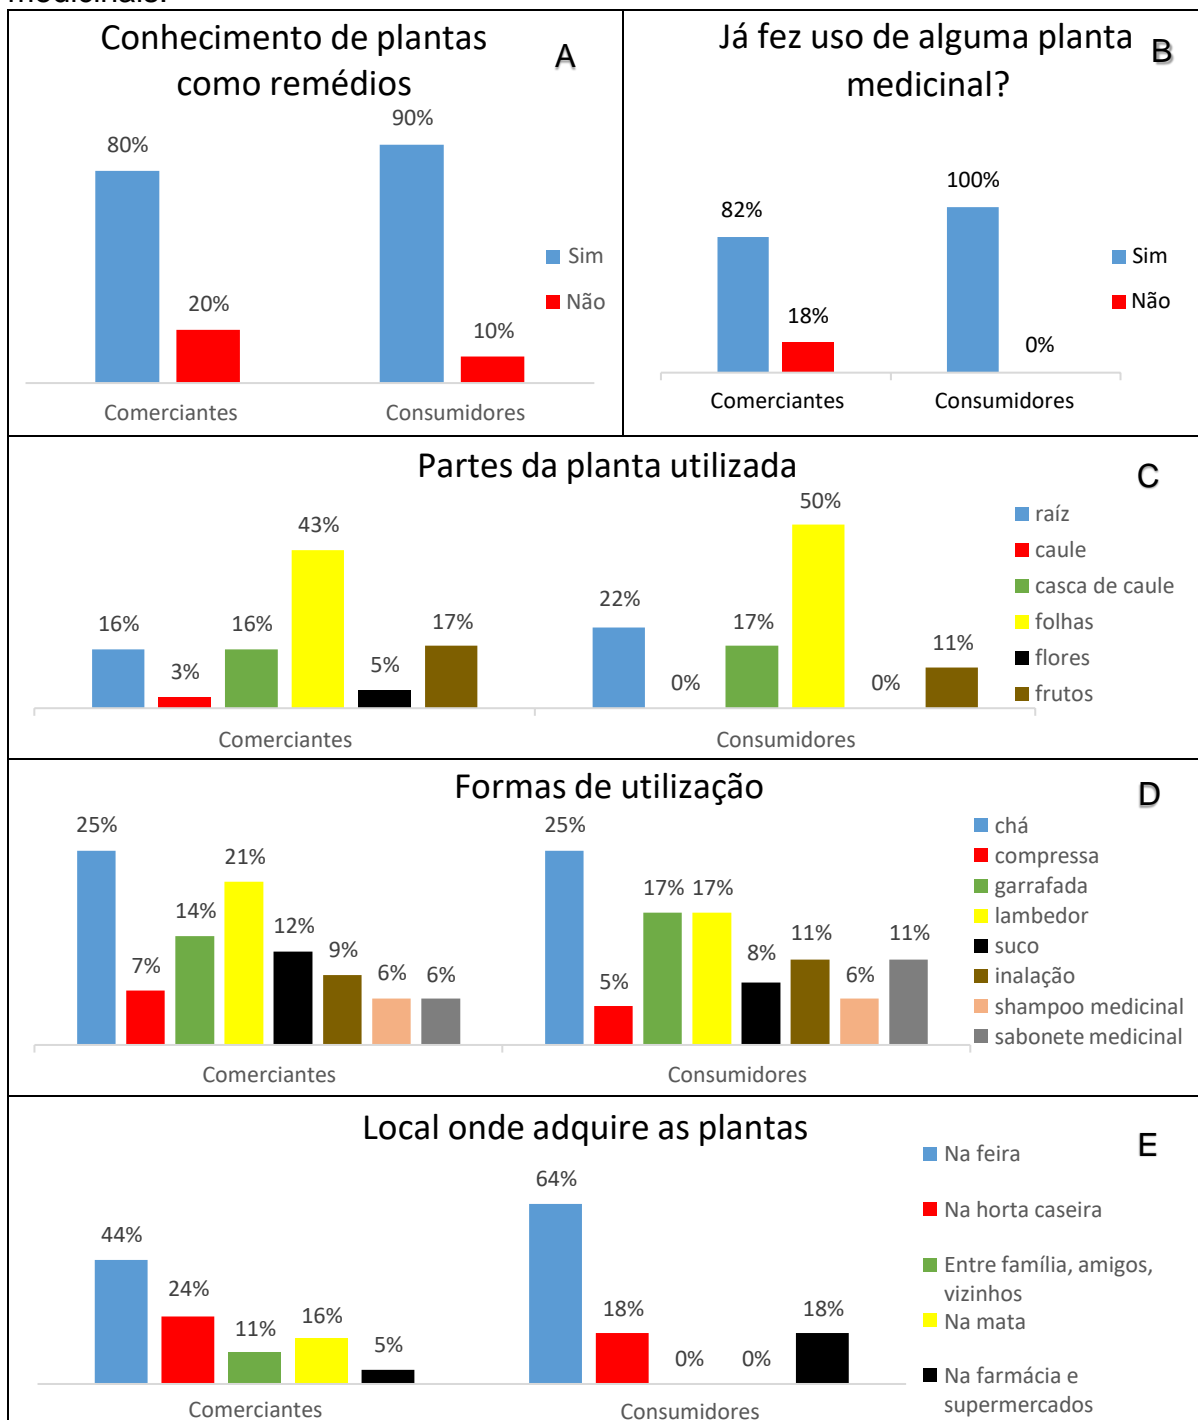 medicinais.
Conhecimento de plantas
como remédios
A
80%
20%
90%
10%
Sim
Não
Comerciantes
Consumidores
Já fez uso de alguma planta
medicinal?
B
82%
18%
100%
0%
Sim
Não
Comerciantes
Consumidores
Partes da planta utilizada
C
16%
3%
16%
43%
5%
17%
22%
0%
17%
50%
0%
11%
raíz
caule
casca de caule
folhas
flores
frutos
Comerciantes
Consumidores
Formas de utilização
D
25%
7%
14%
21%
12%
9%
6%
6%
25%
5%
17%
17%
8%
11%
6%
11%
chá
compressa
garrafada
lambedor
suco
inalação
shampoo medicinal
sabonete medicinal
Comerciantes
Consumidores
Local onde adquire as plantas
E
44%
24%
11%
16%
5%
64%
18%
0%
0%
18%
Na feira
Na horta caseira
Entre família, amigos,
vizinhos
Na mata
Na farmácia e
supermercados
Comerciantes
Consumidores